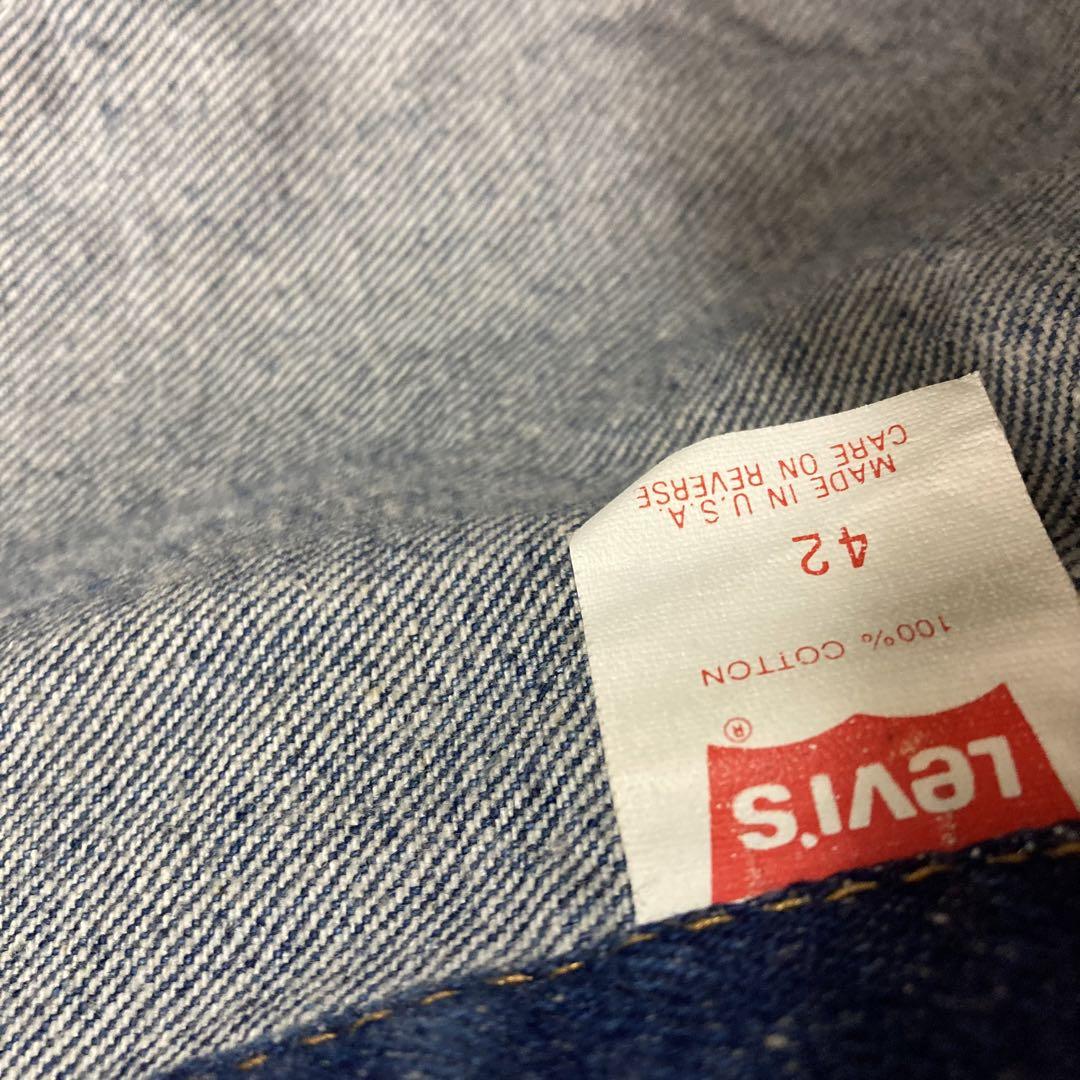 Levi's
®
100% COTTON
42
MADE IN U.S.A.
CARE ON REVERSE